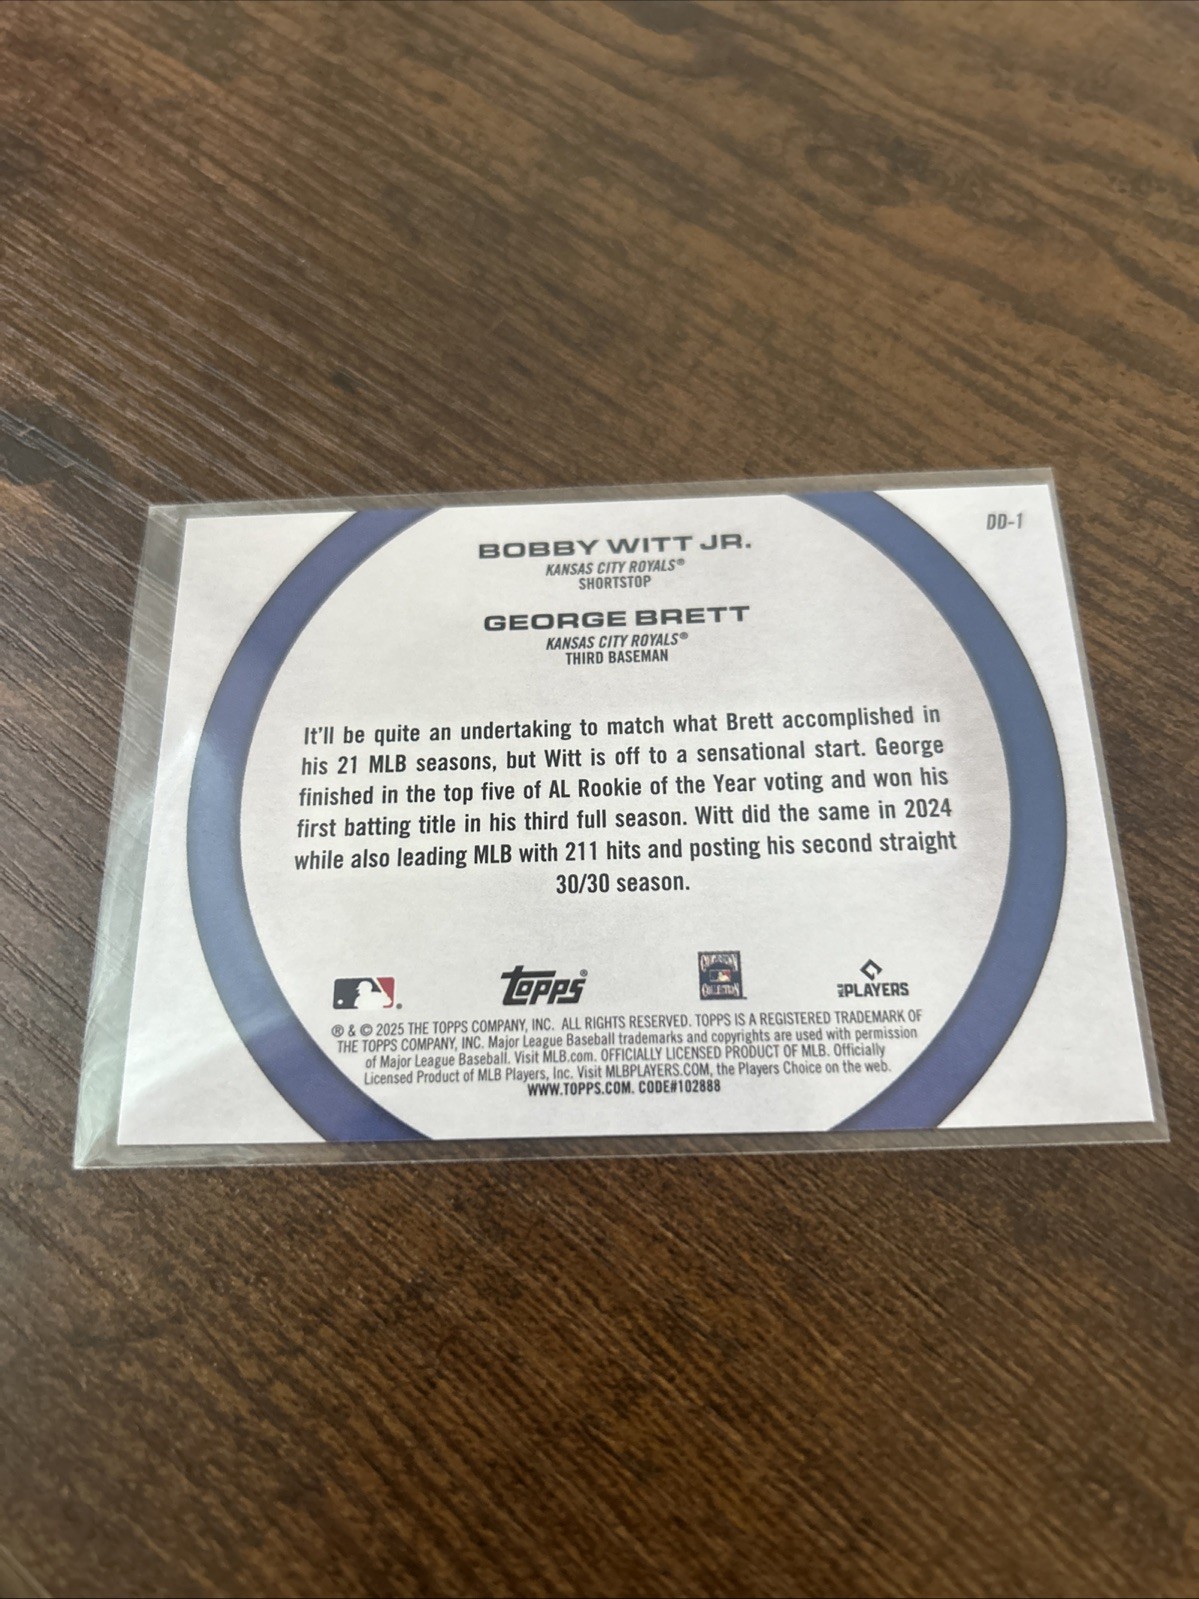 DD-1
BOBBY WITT JR.
KANSAS CITY ROYALS®
SHORTSTOP
GEORGE BRETT
KANSAS CITY ROYALS®
THIRD BASEMAN
It'll be quite an undertaking to match what Brett accomplished in
his 21 MLB seasons, but Witt is off to a sensational start. George
finished in the top five of AL Rookie of the Year voting and won his
first batting title in his third full season. Witt did the same in 2024
while also leading MLB with 211 hits and posting his second straight
30/30 season.
Topps®
PLAYERS
® & © 2025 THE TOPPS COMPANY, INC. ALL RIGHTS RESERVED. TOPPS IS A REGISTERED TRADEMARK OF
THE TOPPS COMPANY, INC. Major League Baseball trademarks and copyrights are used with permission
of Major League Baseball. Visit MLB.com. OFFICIALLY LICENSED PRODUCT OF MLB. Officially
Licensed Product of MLB Players, Inc. Visit MLBPLAYERS.COM, the Players Choice on the web.
WWW.TOPPS.COM. CODE#102888